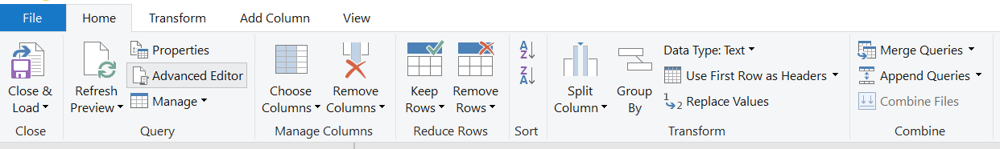 File Home Transform Add Column View
Close & Load
Refresh Preview
Properties
Advanced Editor
Manage
Choose Columns
Remove Columns
Keep Rows
Remove Rows
A Z
Z A
Split Column
Group By
Data Type: Text
Use First Row as Headers
1 2 Replace Values
Merge Queries
Append Queries
Combine Files
Close Query Manage Columns Reduce Rows Sort Transform Combine